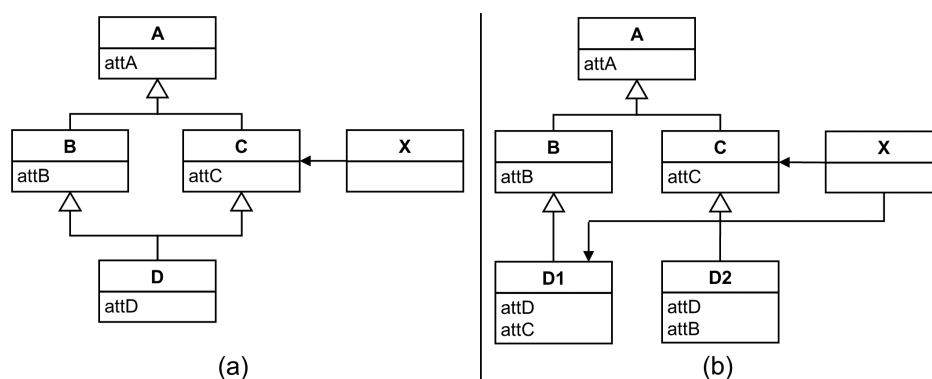 A
attA
B
attB
C
attC
X
D
attD
(a)
A
attA
B
attB
C
attC
X
D1
attD
attC
D2
attD
attB
(b)